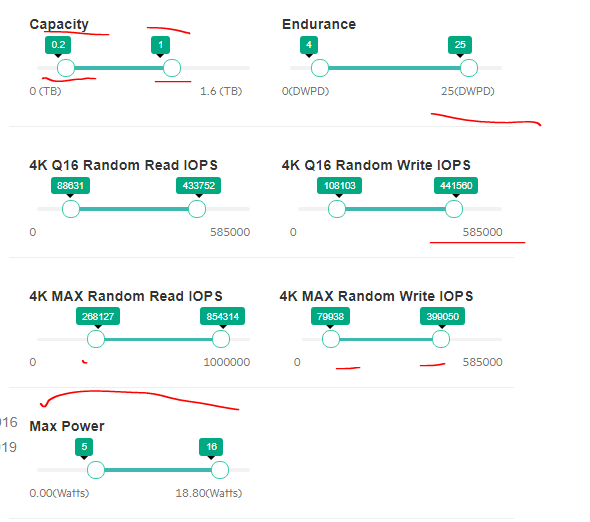 Capacity Endurance
0.2 1 4 25
0 (TB) 1.6 (TB) 0(DWPD) 25(DWPD)
4K Q16 Random Read IOPS 4K Q16 Random Write IOPS
88631 433752 108103 441560
0 585000 0 585000
4K MAX Random Read IOPS 4K MAX Random Write IOPS
268127 854314 79938 399050
0 1000000 0 585000
016
Max Power
019
5 16
0.00(Watts) 18.80(Watts)